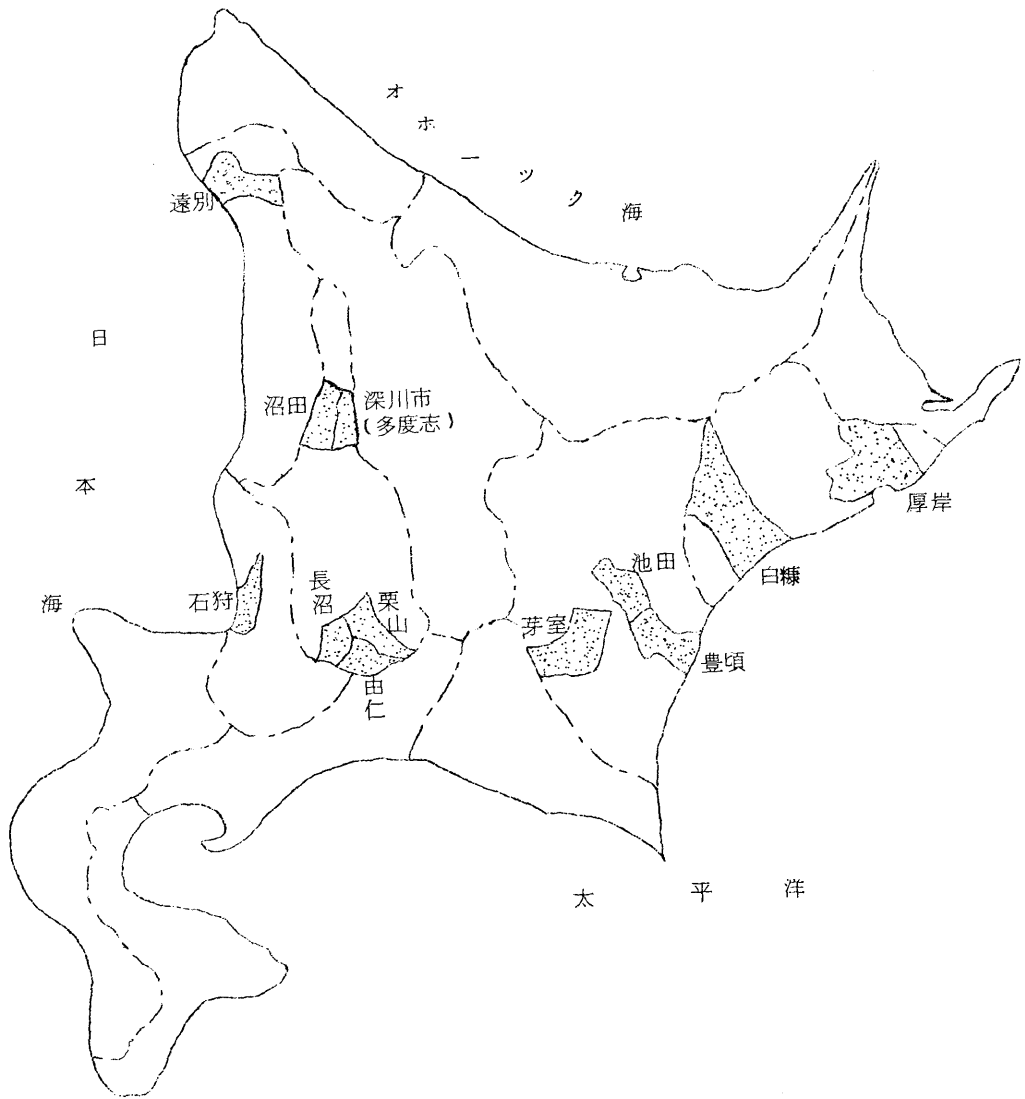 オホーツク海
遠別
日本海
沼田
深川市
(多度志)
厚岸
白糠
池田
石狩
長沼
栗山
芽室
豊頃
由仁
太平洋